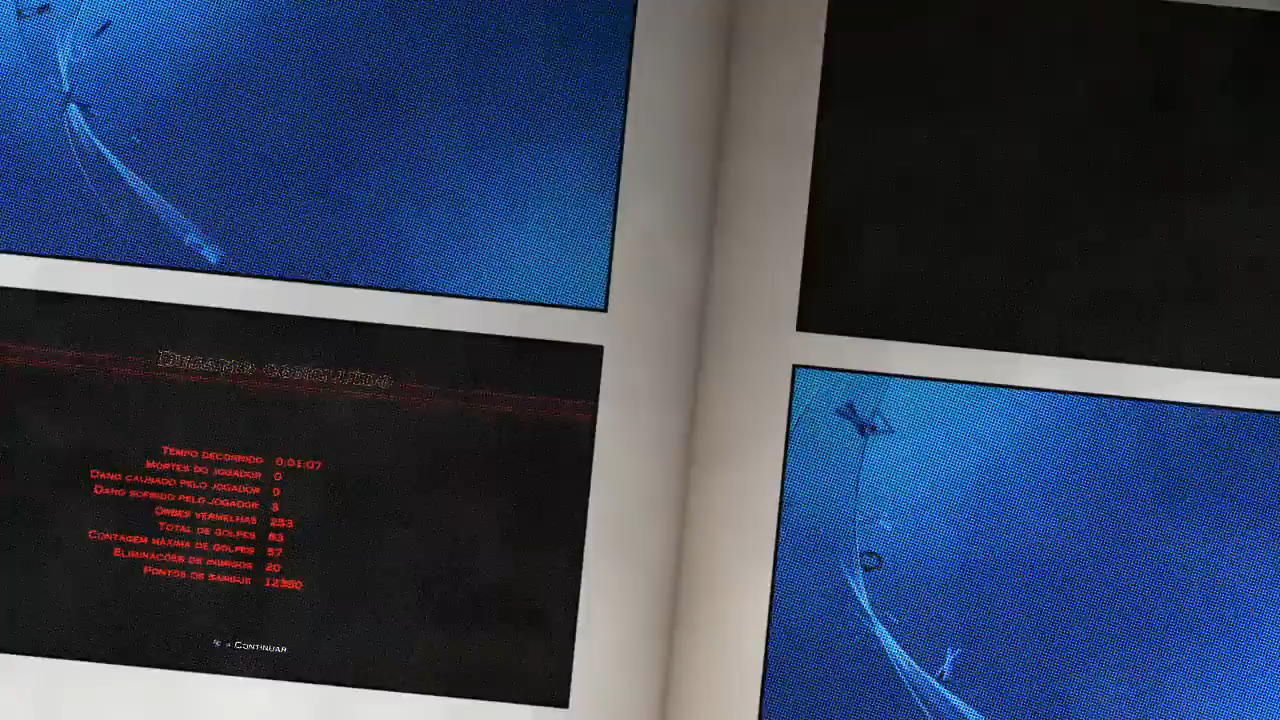 Desafio concluído
Tempo decorrido 0:01:07
Mortes do jogador 0
Dano causado pelo jogador 0
Dano sofrido pelo jogador 3
Orbes vermelhas 253
Total de golpes 63
Contagem máxima de golpes 57
Eliminações de inimigos 20
Pontos de sangue 12350
Continuar